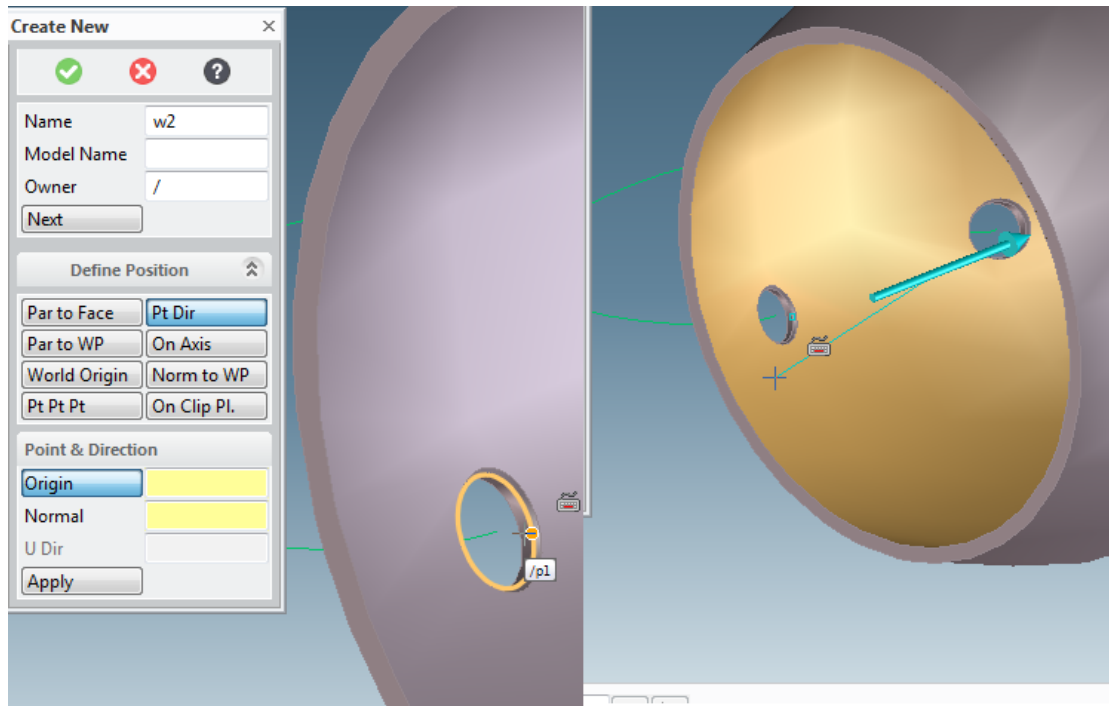 Create New
Name w2
Model Name
Owner /
Next
Define Position
Par to Face Pt Dir
Par to WP On Axis
World Origin Norm to WP
Pt Pt Pt On Clip Pl.
Point & Direction
Origin
Normal
U Dir
Apply
/p1